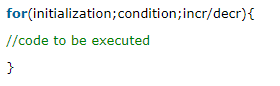 for(initialization;condition;incr/decr){
//code to be executed
}